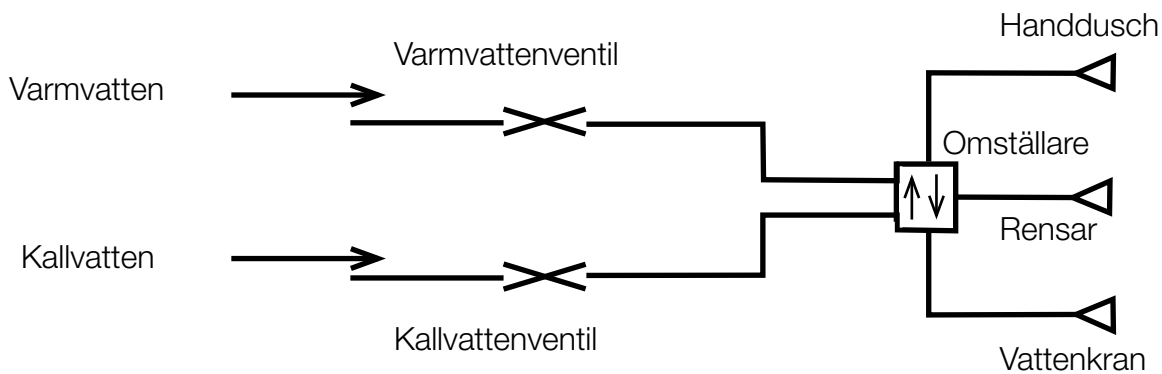 Handdusch
Varmvattenventil
Varmvatten
Omställare
Rensar
Kallvatten
Kallvattenventil
Vattenkran